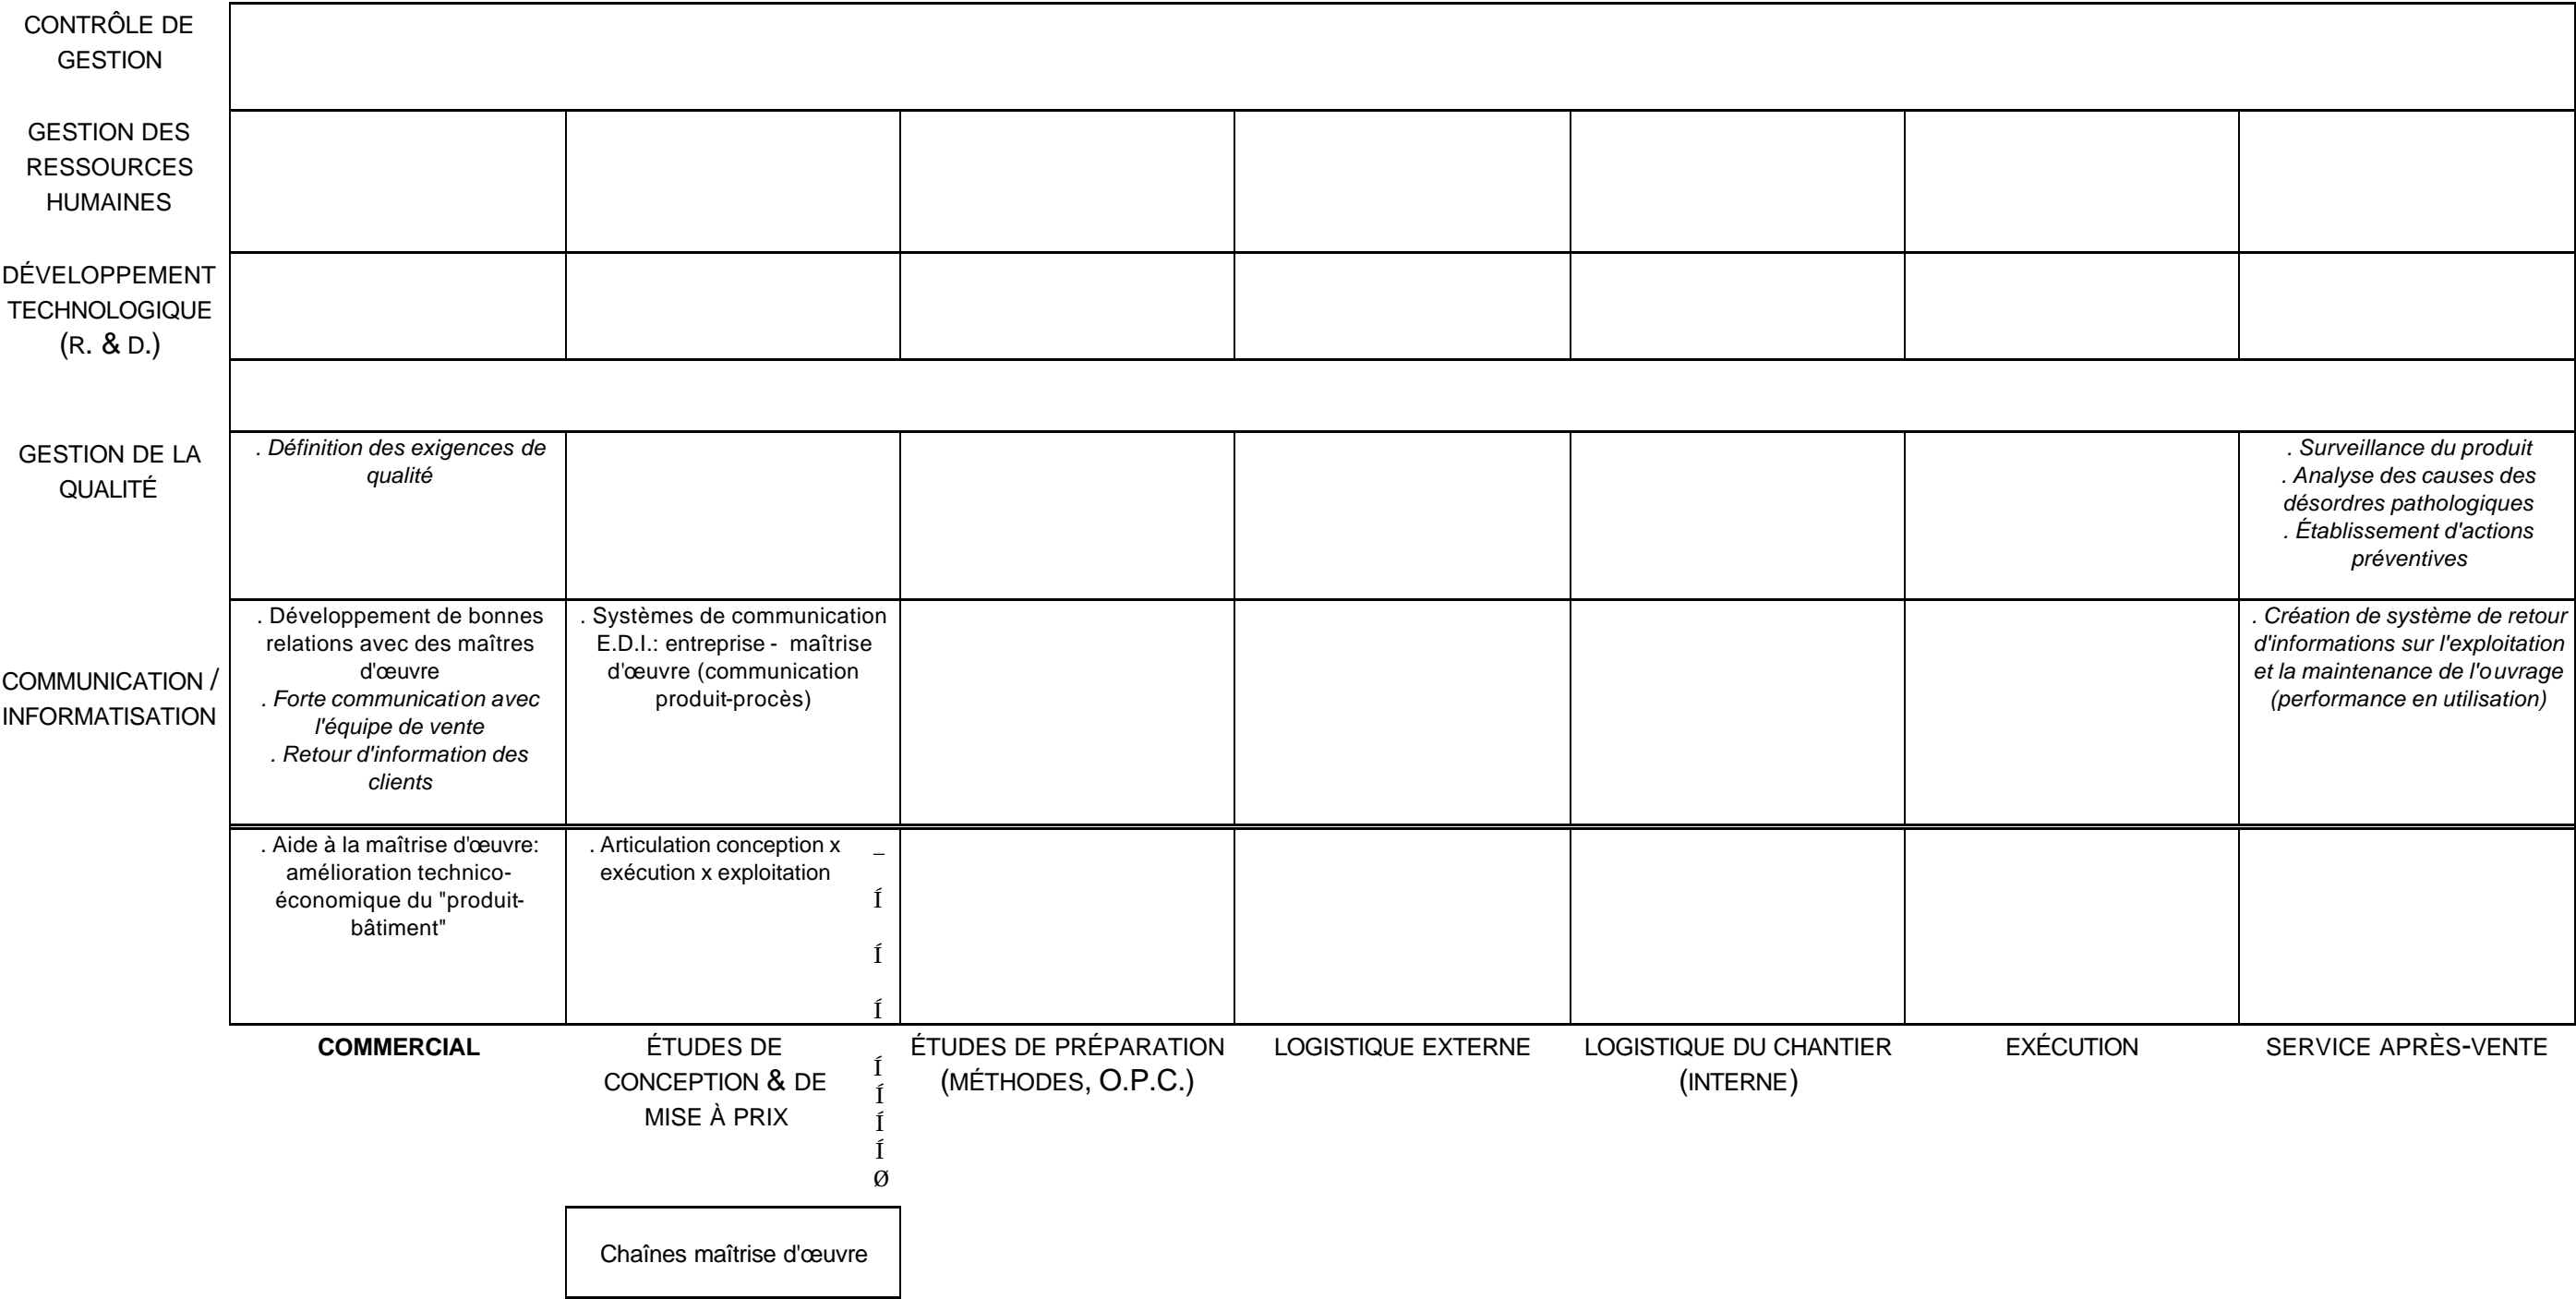 CONTRÔLE DE
GESTION
GESTION DES
RESSOURCES
HUMAINES
DÉVELOPPEMENT
TECHNOLOGIQUE
(R. & D.)
GESTION DE LA
QUALITÉ
. Définition des exigences de
qualité
. Surveillance du produit
. Analyse des causes des
désordres pathologiques
. Établissement d'actions
préventives
COMMUNICATION /
INFORMATISATION
. Développement de bonnes
relations avec des maîtres
d'œuvre
. Forte communication avec
l'équipe de vente
. Retour d'information des
clients
. Systèmes de communication
E.D.I.: entreprise - maîtrise
d'œuvre (communication
produit-procès)
. Création de système de retour
d'informations sur l'exploitation
et la maintenance de l'ouvrage
(performance en utilisation)
. Aide à la maîtrise d'œuvre:
amélioration technico-
économique du "produit-
bâtiment"
. Articulation conception x
exécution x exploitation
–
Í
Í
Í
Í
Í
Í
Í
Ø
COMMERCIAL
ÉTUDES DE
CONCEPTION & DE
MISE À PRIX
ÉTUDES DE PRÉPARATION
(MÉTHODES, O.P.C.)
LOGISTIQUE EXTERNE
LOGISTIQUE DU CHANTIER
(INTERNE)
EXÉCUTION
SERVICE APRÈS-VENTE
Chaînes maîtrise d'œuvre